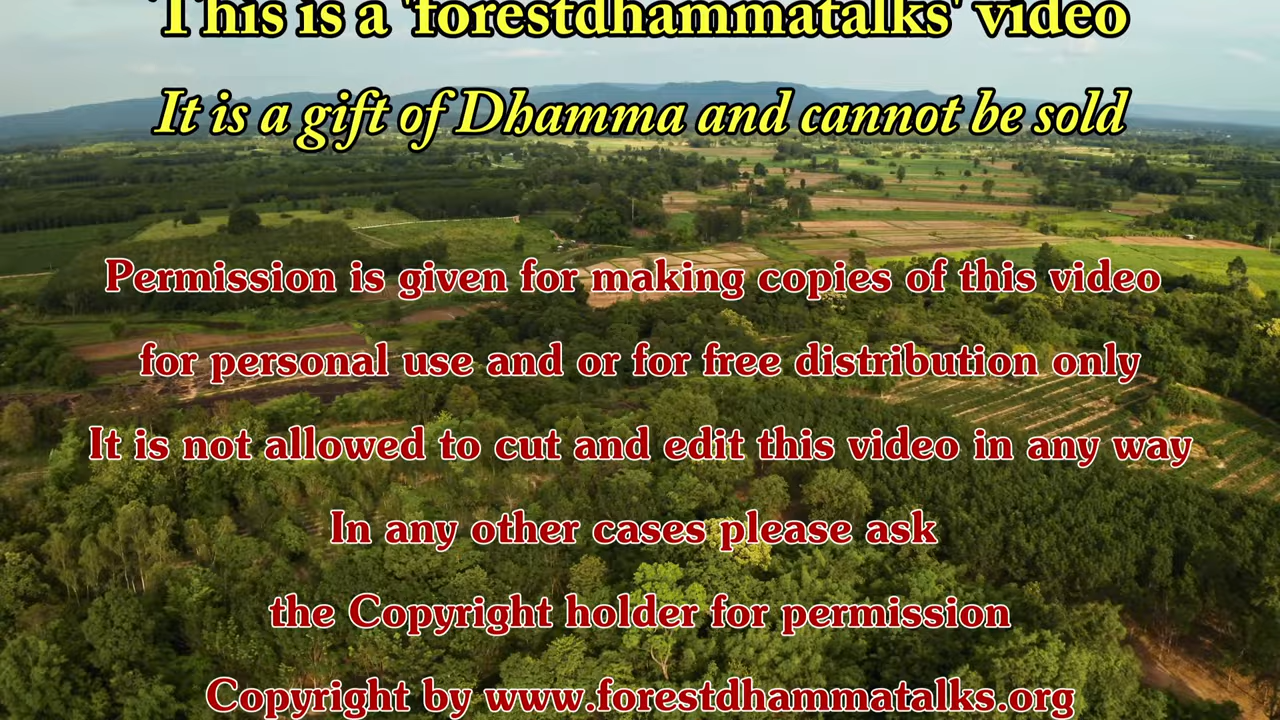 This is a 'forestdhammatalks' video
It is a gift of Dhamma and cannot be sold
Permission is given for making copies of this video
for personal use and or for free distribution only
It is not allowed to cut and edit this video in any way
In any other cases please ask
the Copyright holder for permission
Copyright by www.forestdhammatalks.org